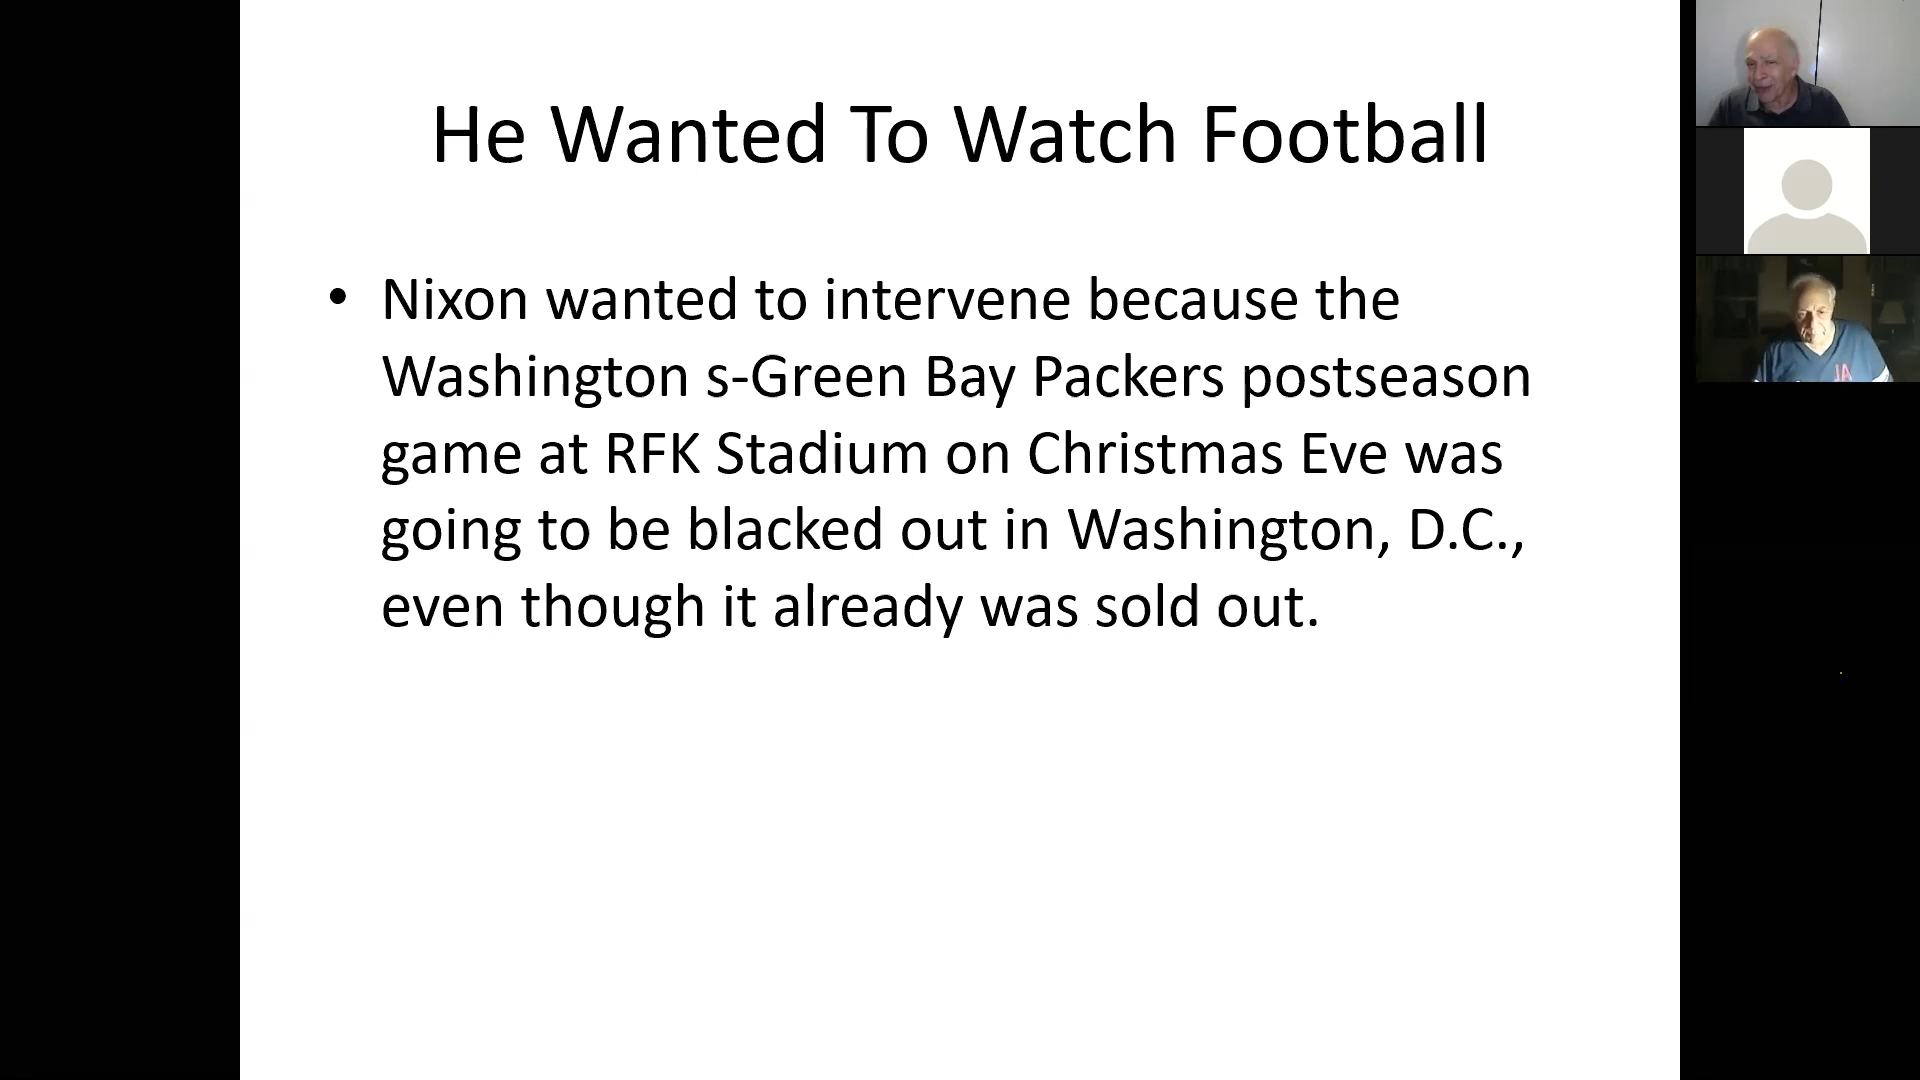 He Wanted To Watch Football
• Nixon wanted to intervene because the
Washington s-Green Bay Packers postseason
game at RFK Stadium on Christmas Eve was
going to be blacked out in Washington, D.C.,
even though it already was sold out.
JA